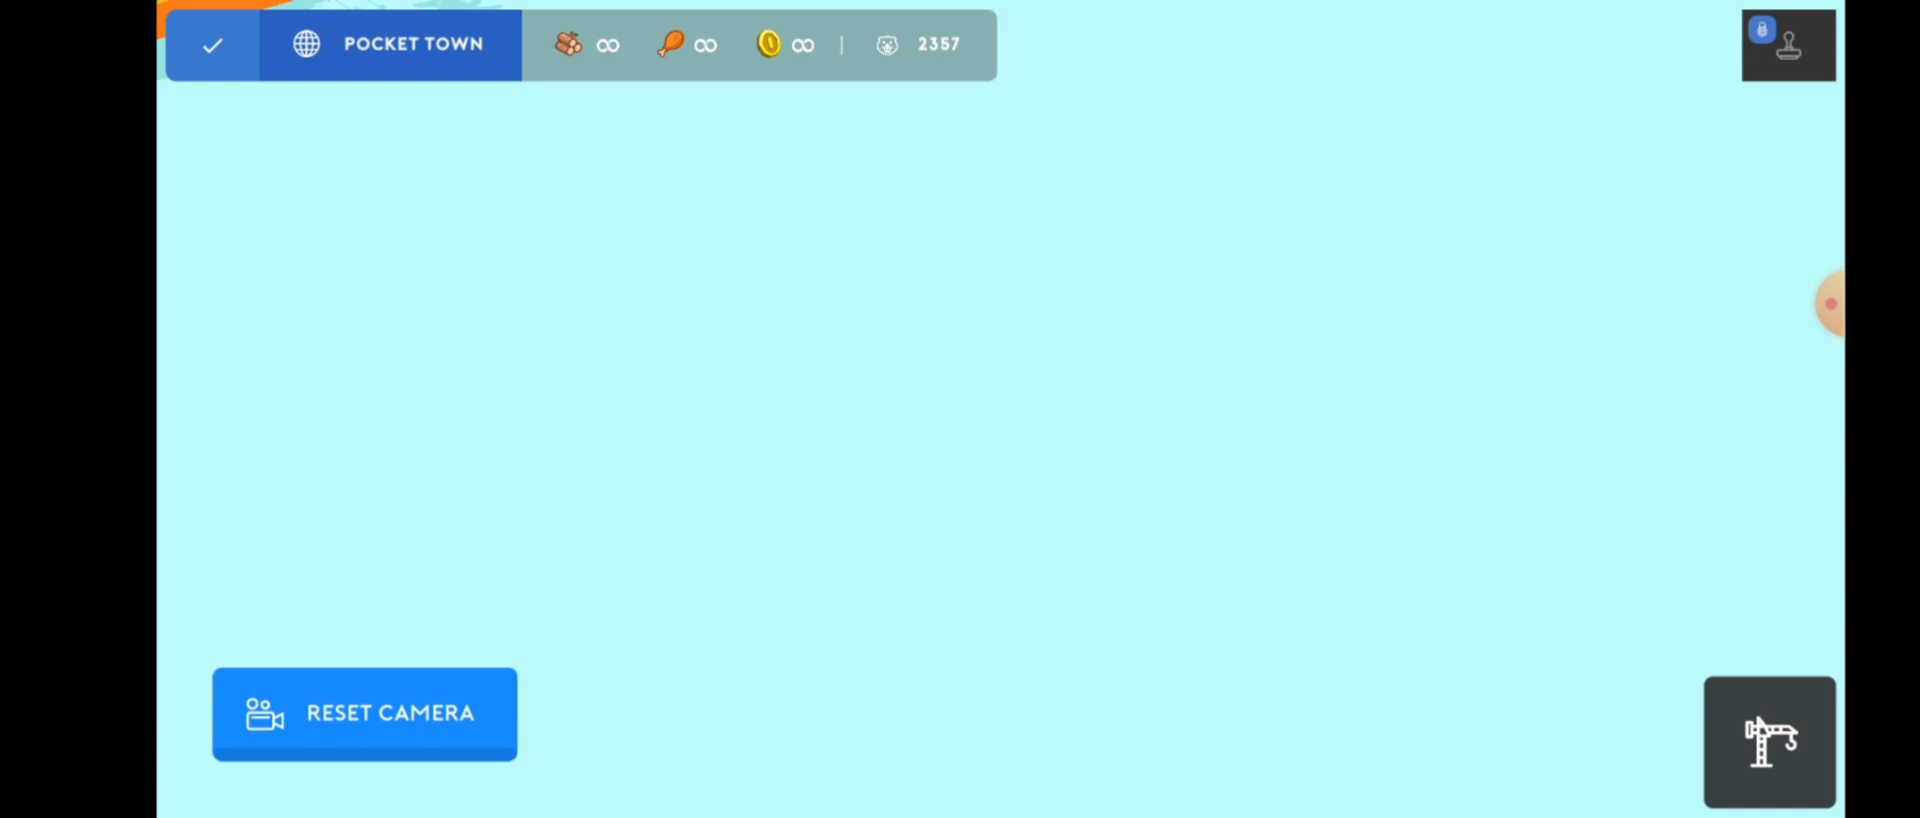 POCKET TOWN
∞ ∞ ∞ | 2357
RESET CAMERA